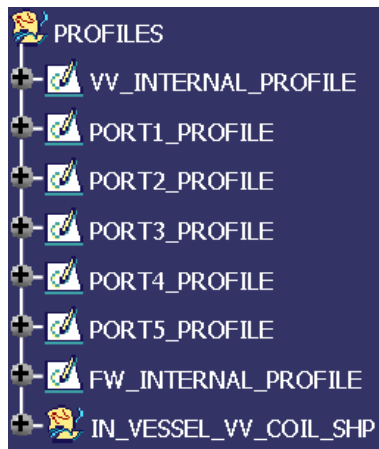 PROFILES
VV_INTERNAL_PROFILE
PORT1_PROFILE
PORT2_PROFILE
PORT3_PROFILE
PORT4_PROFILE
PORT5_PROFILE
FW_INTERNAL_PROFILE
IN_VESSEL_VV_COIL_SHP